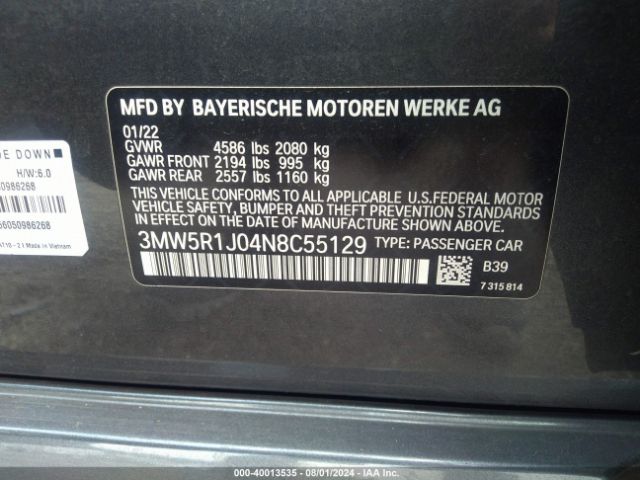 MFD BY BAYERISCHE MOTOREN WERKE AG
01/22
GVWR 4586 lbs 2080 kg
GAWR FRONT 2194 lbs 995 kg
GAWR REAR 2557 lbs 1160 kg
THIS VEHICLE CONFORMS TO ALL APPLICABLE U.S.FEDERAL MOTOR
VEHICLE SAFETY, BUMPER AND THEFT PREVENTION STANDARDS IN
EFFECT ON THE DATE OF MANUFACTURE SHOWN ABOVE.
3MW5R1J04N8C55129 TYPE: PASSENGER CAR
B39
7 315 814
DE DOWN
H/W:6.0
0986268
56050986268
Made in Vietnam
000-40013535 - 08/01/2024 - IAA Inc.